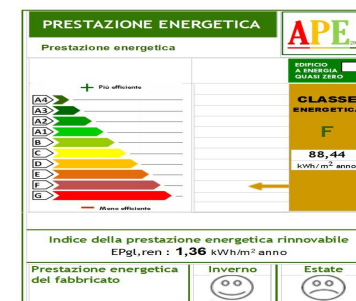 PRESTAZIONE ENERGETICA
APE
Prestazione energetica
EDIFICIO
A ENERGIA
QUASI ZERO
Più efficiente
CLASSE
ENERGETICA
A4
A3
A2
A1
B
C
D
E
F
G
F
88,44
kWh/m² anno
Meno efficiente
Indice della prestazione energetica rinnovabile
EPgl,ren : 1,36 kWh/m² anno
Prestazione energetica
del fabbricato
Inverno
Estate